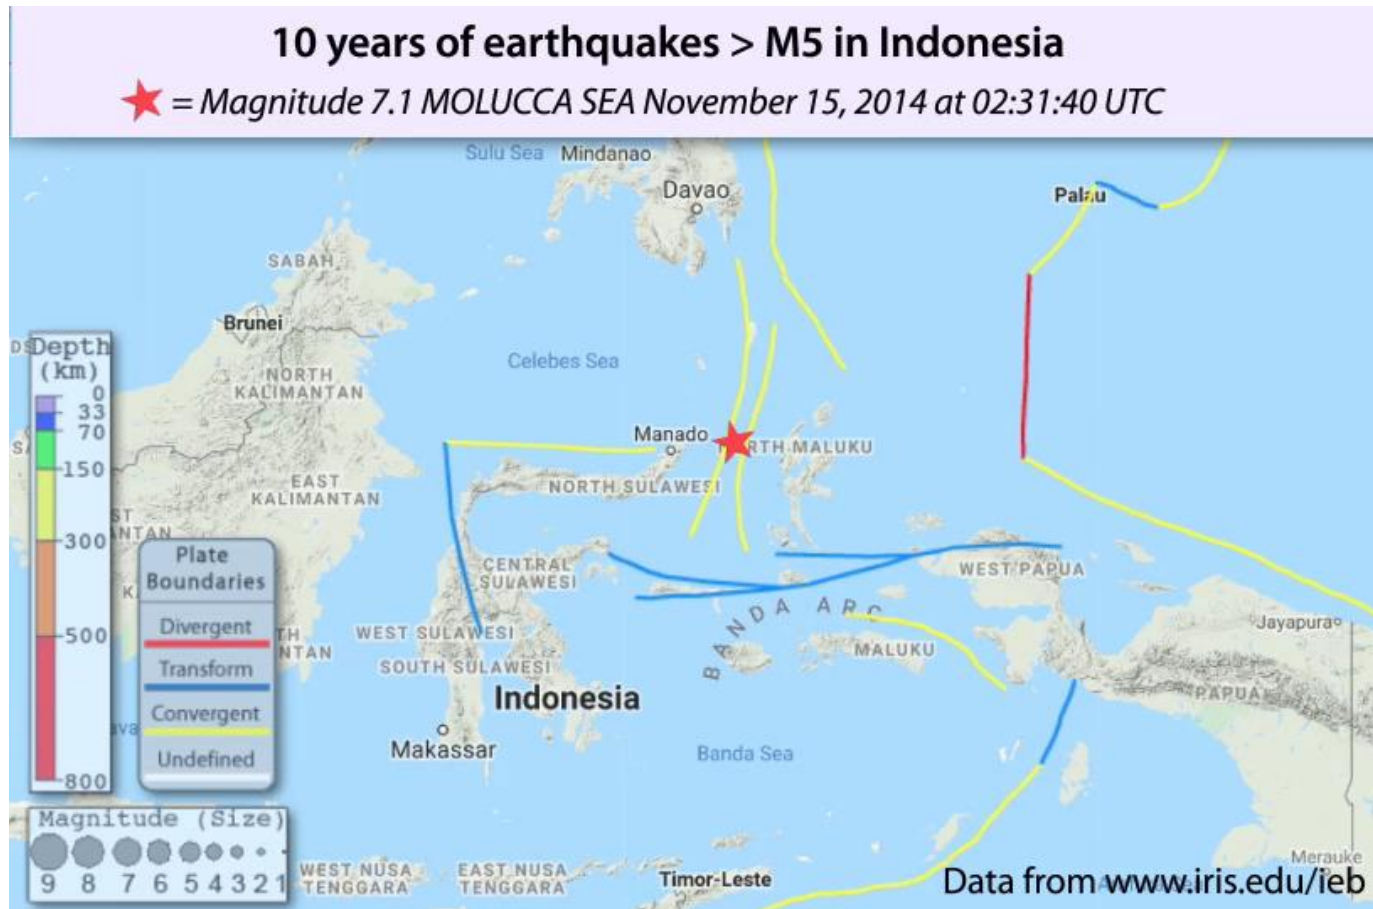 10 years of earthquakes > M5 in Indonesia
= Magnitude 7.1 MOLUCCA SEA November 15, 2014 at 02:31:40 UTC
Sulu Sea
Mindanao
Davao
Palau
SABAH
Brunei
Celebes Sea
NORTH
KALIMANTAN
Manado
NORTH SULAWESI
EAST
KALIMANTAN
CENTRAL
SULAWESI
WEST PAPUA
BANDA ARC
WEST SULAWESI
SOUTH SULAWESI
MALUKU
Jayapura
PAPUA
Indonesia
Makassar
Banda Sea
Depth
(km)
0
33
70
150
300
500
800
Plate
Boundaries
Divergent
Transform
Convergent
Undefined
Magnitude (Size)
9 8 7 6 5 4 3 2 1
WEST NUSA
TENGGARA
EAST NUSA
TENGGARA
Timor-Leste
Merauke
Data from www.iris.edu/ieb